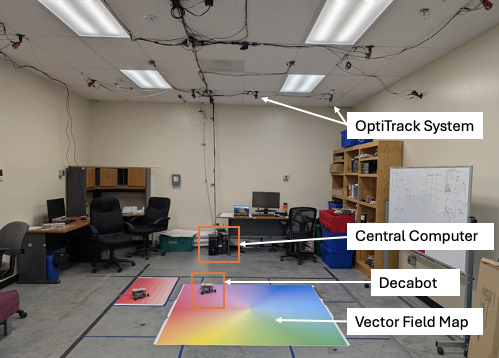 OptiTrack System
Central Computer
Decabot
Vector Field Map